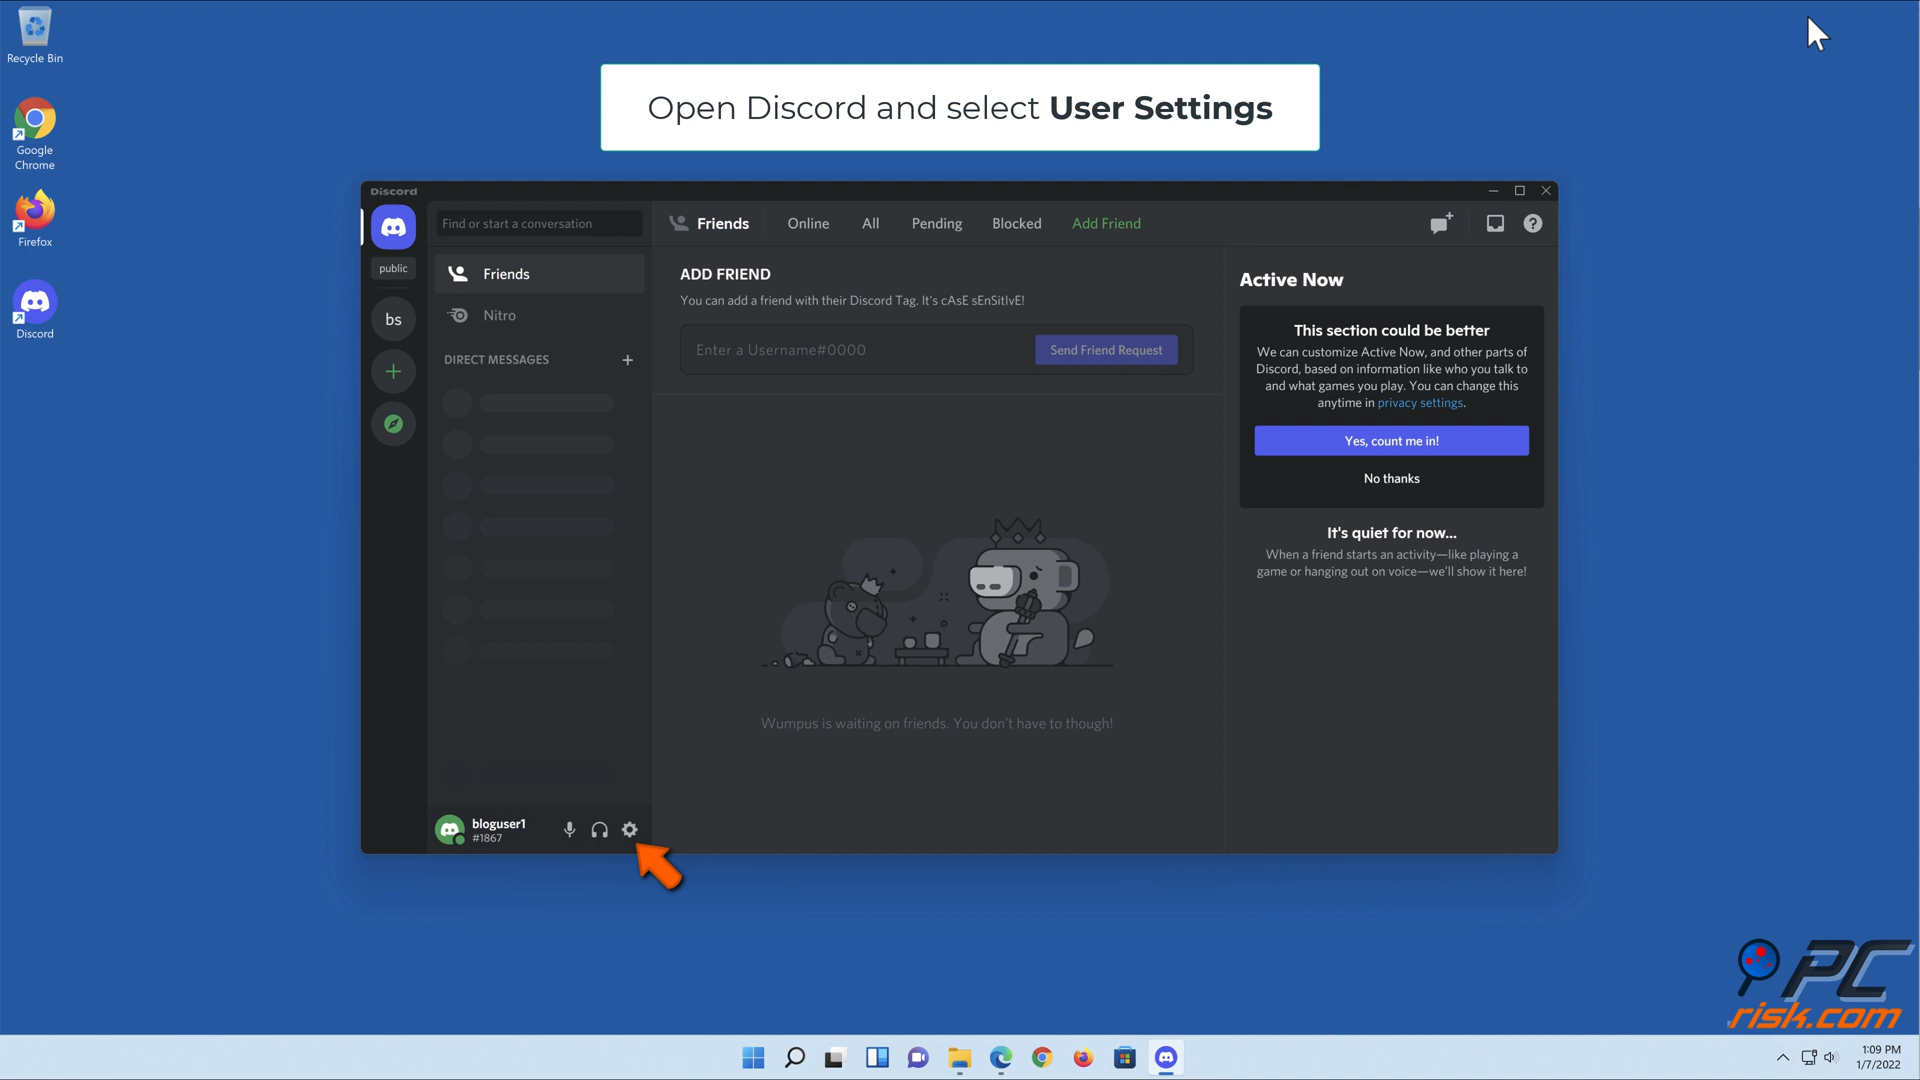 Recycle Bin
Google
Chrome
Firefox
Discord
Open Discord and select User Settings
Discord
Find or start a conversation
Friends
Online
All
Pending
Blocked
Add Friend
public
bs
Friends
Nitro
DIRECT MESSAGES
ADD FRIEND
You can add a friend with their Discord Tag. It's cAsE sEnSitIvE!
Enter a Username#0000
Send Friend Request
Wumpus is waiting on friends. You don't have to though!
Active Now
This section could be better
We can customize Active Now, and other parts of
Discord, based on information like who you talk to
and what games you play. You can change this
anytime in privacy settings.
Yes, count me in!
No thanks
It's quiet for now...
When a friend starts an activity—like playing a
game or hanging out on voice—we'll show it here!
bloguser1
#1867
PC
risk.com
1:09 PM
1/7/2022